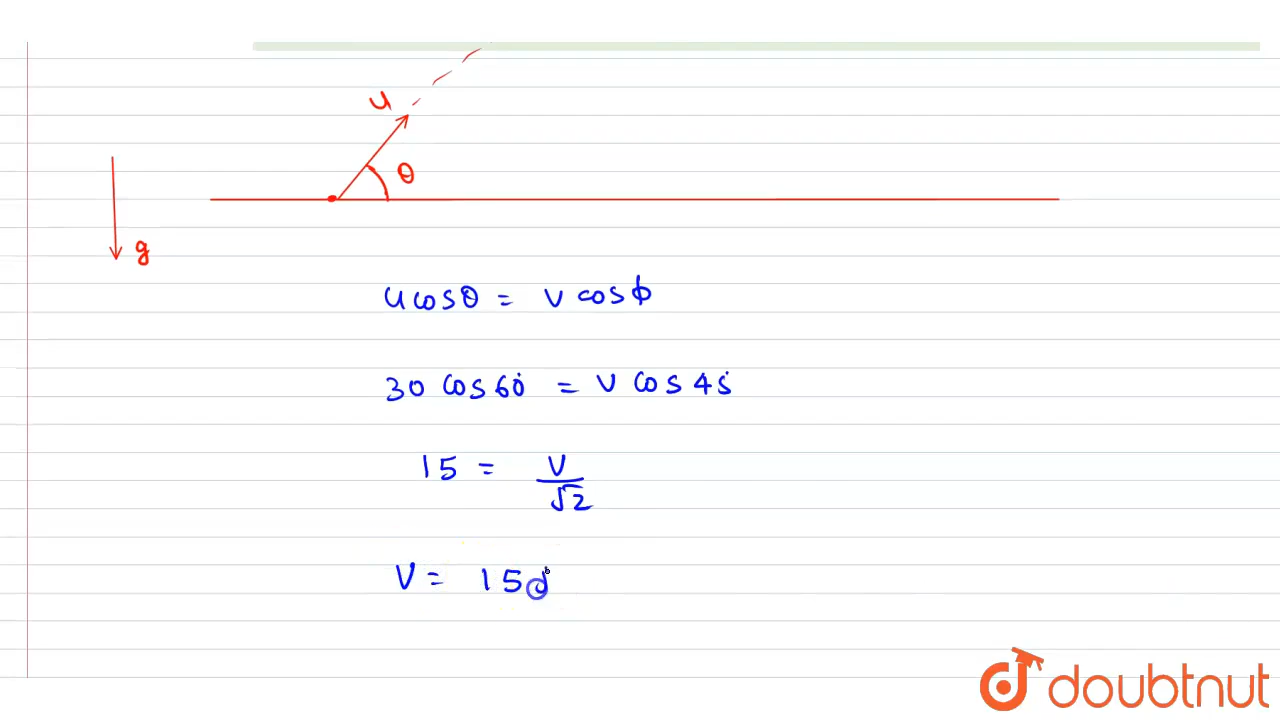 u
θ
g
u cos θ = v cos ϕ
30 cos 60° = v cos 45°
15 = v/√2
v = 15
doubtnut